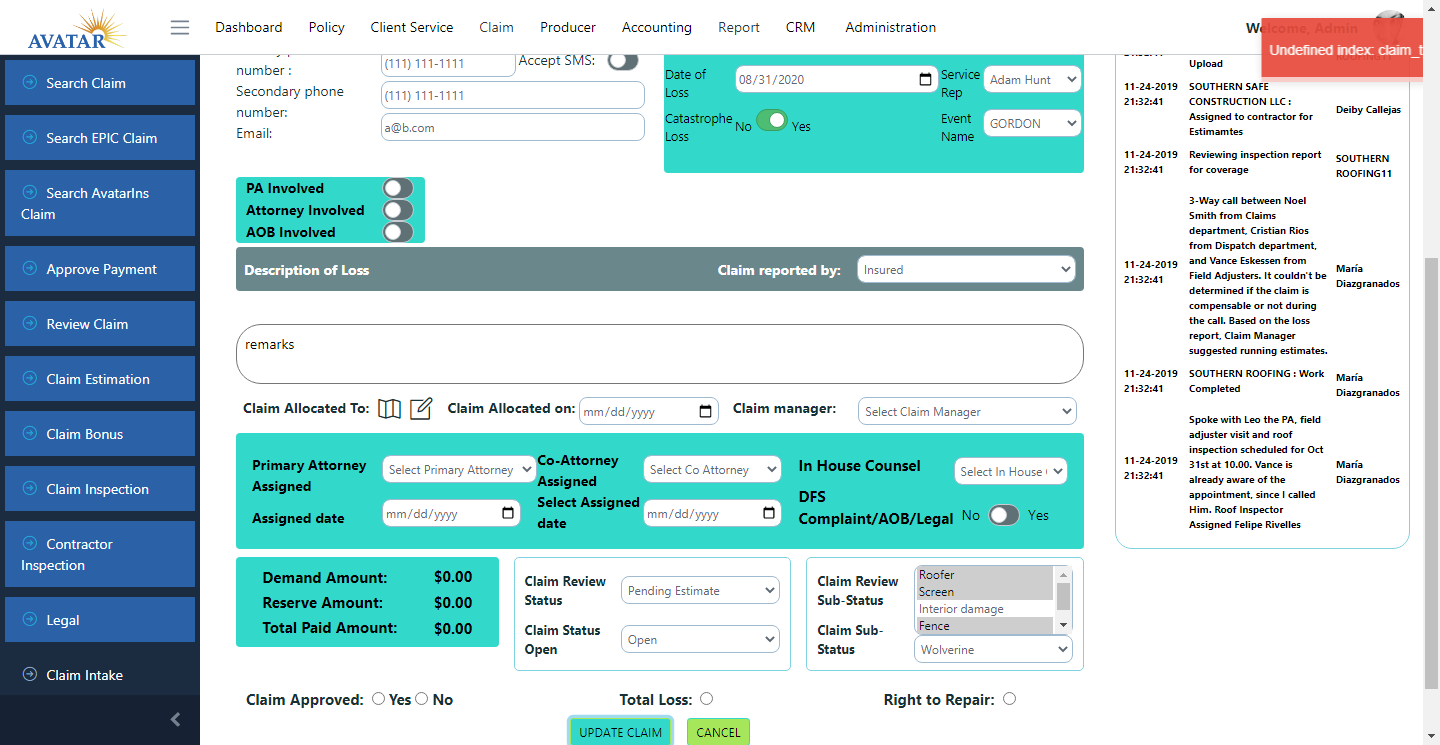 AVATAR
Dashboard Policy Client Service Claim Producer Accounting Report CRM Administration
Welcome, Admin
Undefined index: claim_t
Search Claim
Search EPIC Claim
Search AvatarIns
Claim
Approve Payment
Review Claim
Claim Estimation
Claim Bonus
Claim Inspection
Contractor
Inspection
Legal
Claim Intake
number :
(111) 111-1111
Accept SMS:
Secondary phone
number:
(111) 111-1111
Email:
a@b.com
Date of
Loss
08/31/2020
Service
Rep
Adam Hunt
Catastrophe
Loss
No
Yes
Event
Name
GORDON
PA Involved
Attorney Involved
AOB Involved
Description of Loss
Claim reported by:
Insured
remarks
Claim Allocated To:
Claim Allocated on:
mm/dd/yyyy
Claim manager:
Select Claim Manager
Primary Attorney
Assigned
Select Primary Attorney
Co-Attorney
Assigned
Select Co Attorney
In House Counsel
Select In House
Assigned date
mm/dd/yyyy
Select Assigned
date
mm/dd/yyyy
DFS
Complaint/AOB/Legal
No
Yes
Demand Amount: $0.00
Reserve Amount: $0.00
Total Paid Amount: $0.00
Claim Review
Status
Pending Estimate
Claim Status
Open
Open
Claim Review
Sub-Status
Roofer
Screen
Interior damage
Fence
Claim Sub-
Status
Wolverine
Claim Approved: Yes No
Total Loss:
Right to Repair:
UPDATE CLAIM
CANCEL
21:32:41
Upload
ROOFING11
11-24-2019
21:32:41
SOUTHERN SAFE
CONSTRUCTION LLC :
Assigned to contractor for
Estimamtes
Deiby Callejas
11-24-2019
21:32:41
Reviewing inspection report
for coverage
SOUTHERN
ROOFING11
11-24-2019
21:32:41
3-Way call between Noel
Smith from Claims
department, Cristian Rios
from Dispatch department,
and Vance Eskessen from
Field Adjusters. It couldn't be
determined if the claim is
compensable or not during
the call. Based on the loss
report, Claim Manager
suggested running estimates.
María
Diazgranados
11-24-2019
21:32:41
SOUTHERN ROOFING : Work
Completed
María
Diazgranados
11-24-2019
21:32:41
Spoke with Leo the PA, field
adjuster visit and roof
inspection scheduled for Oct
31st at 10.00. Vance is
already aware of the
appointment, since I called
Him. Roof Inspector
Assigned Felipe Rivelles
María
Diazgranados